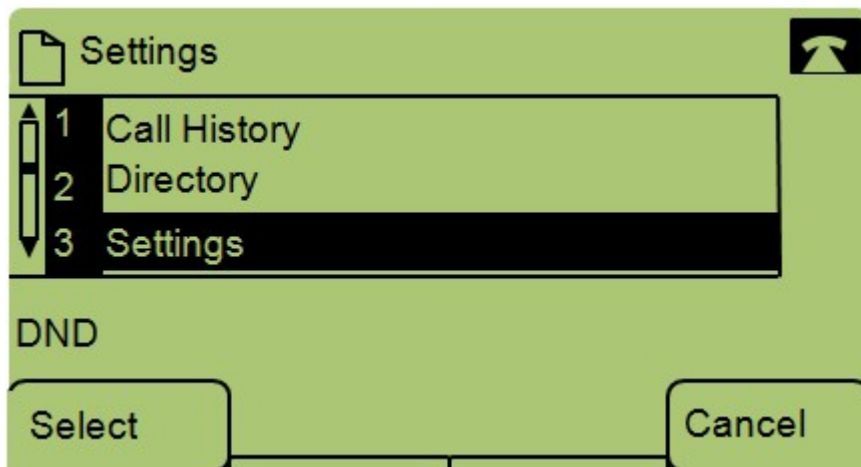 Settings
1 Call History
2 Directory
3 Settings
DND
Select Cancel